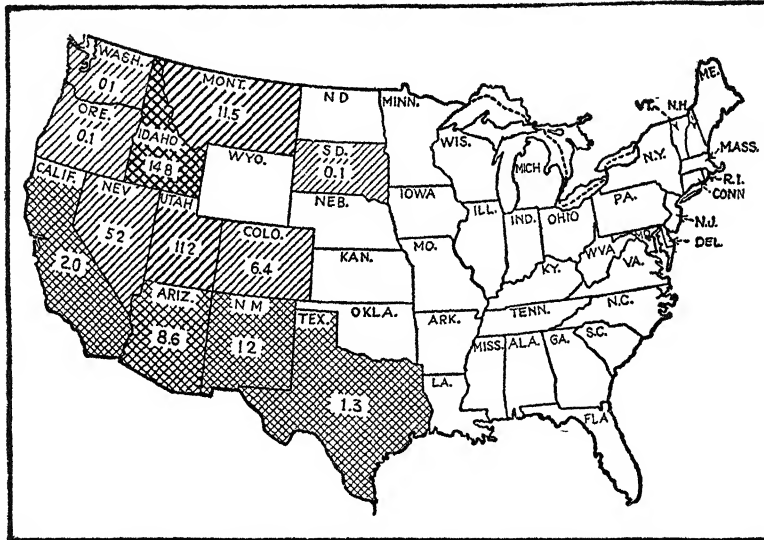 WASH.
0.1
MONT.
11.5
N D
MINN.
ME.
VT.
N.H.
ORE.
0.1
IDAHO
14.8
S D.
0.1
WIS.
MICH
N.Y.
MASS.
R.I.
CONN
WYO.
CALIF.
NEV
5 2
UTAH
11 2
COLO.
6.4
NEB.
IOWA
ILL.
IND.
OHIO
PA.
N.J.
DEL.
2.0
KAN.
MO.
KY.
W VA
VA.
ARIZ.
8.6
N M
1 2
TEX.
1.3
OKLA.
ARK.
TENN.
N.C.
S.C.
MISS.
ALA.
GA.
LA.
FLA